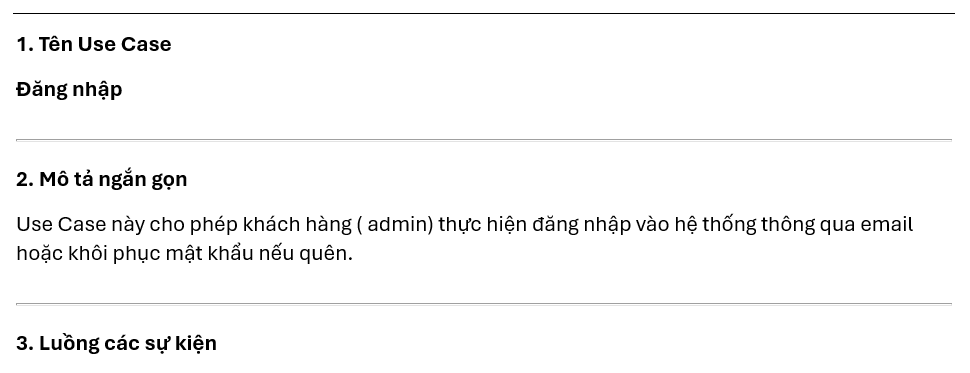 1. Tên Use Case
Đăng nhập
2. Mô tả ngắn gọn
Use Case này cho phép khách hàng ( admin) thực hiện đăng nhập vào hệ thống thông qua email
hoặc khôi phục mật khẩu nếu quên.
3. Luồng các sự kiện